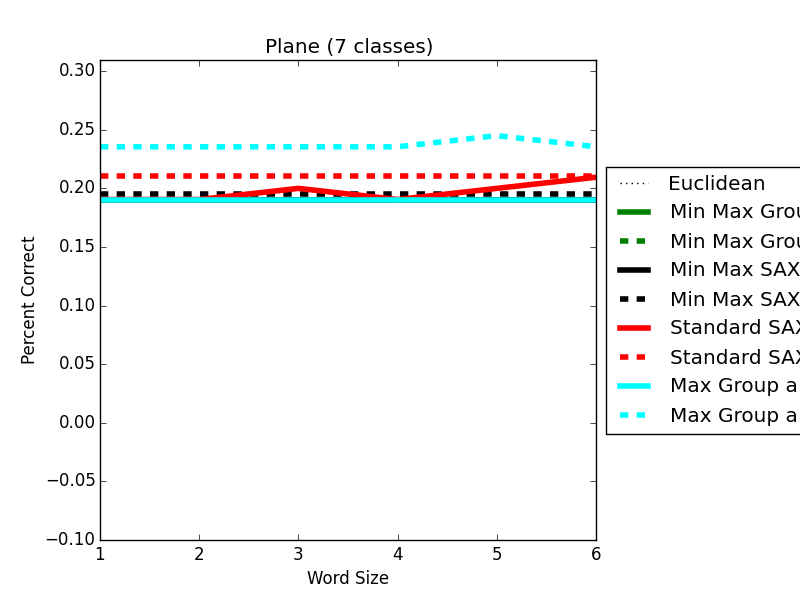 Plane (7 classes)
0.30
0.25
0.20
0.15
0.10
0.05
0.00
−0.05
−0.10
Percent Correct
1 2 3 4 5 6
Word Size
Euclidean
Min Max Grou
Min Max Grou
Min Max SAX
Min Max SAX
Standard SAX
Standard SAX
Max Group a
Max Group a